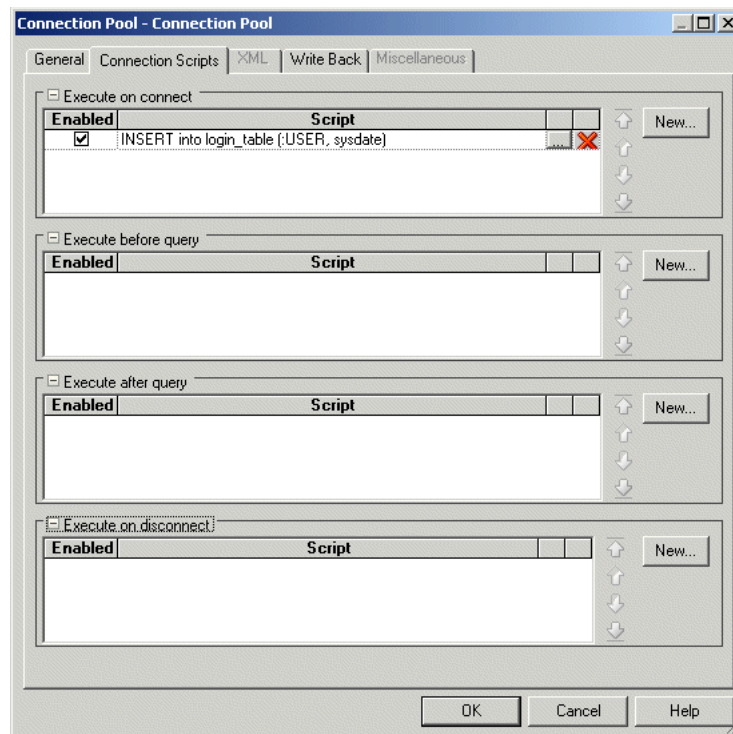 Connection Pool - Connection Pool
General Connection Scripts XML Write Back Miscellaneous
Execute on connect
Enabled Script
New...
INSERT into login_table (:USER, sysdate) ...
Execute before query
Enabled Script
New...
Execute after query
Enabled Script
New...
Execute on disconnect
Enabled Script
New...
OK Cancel Help